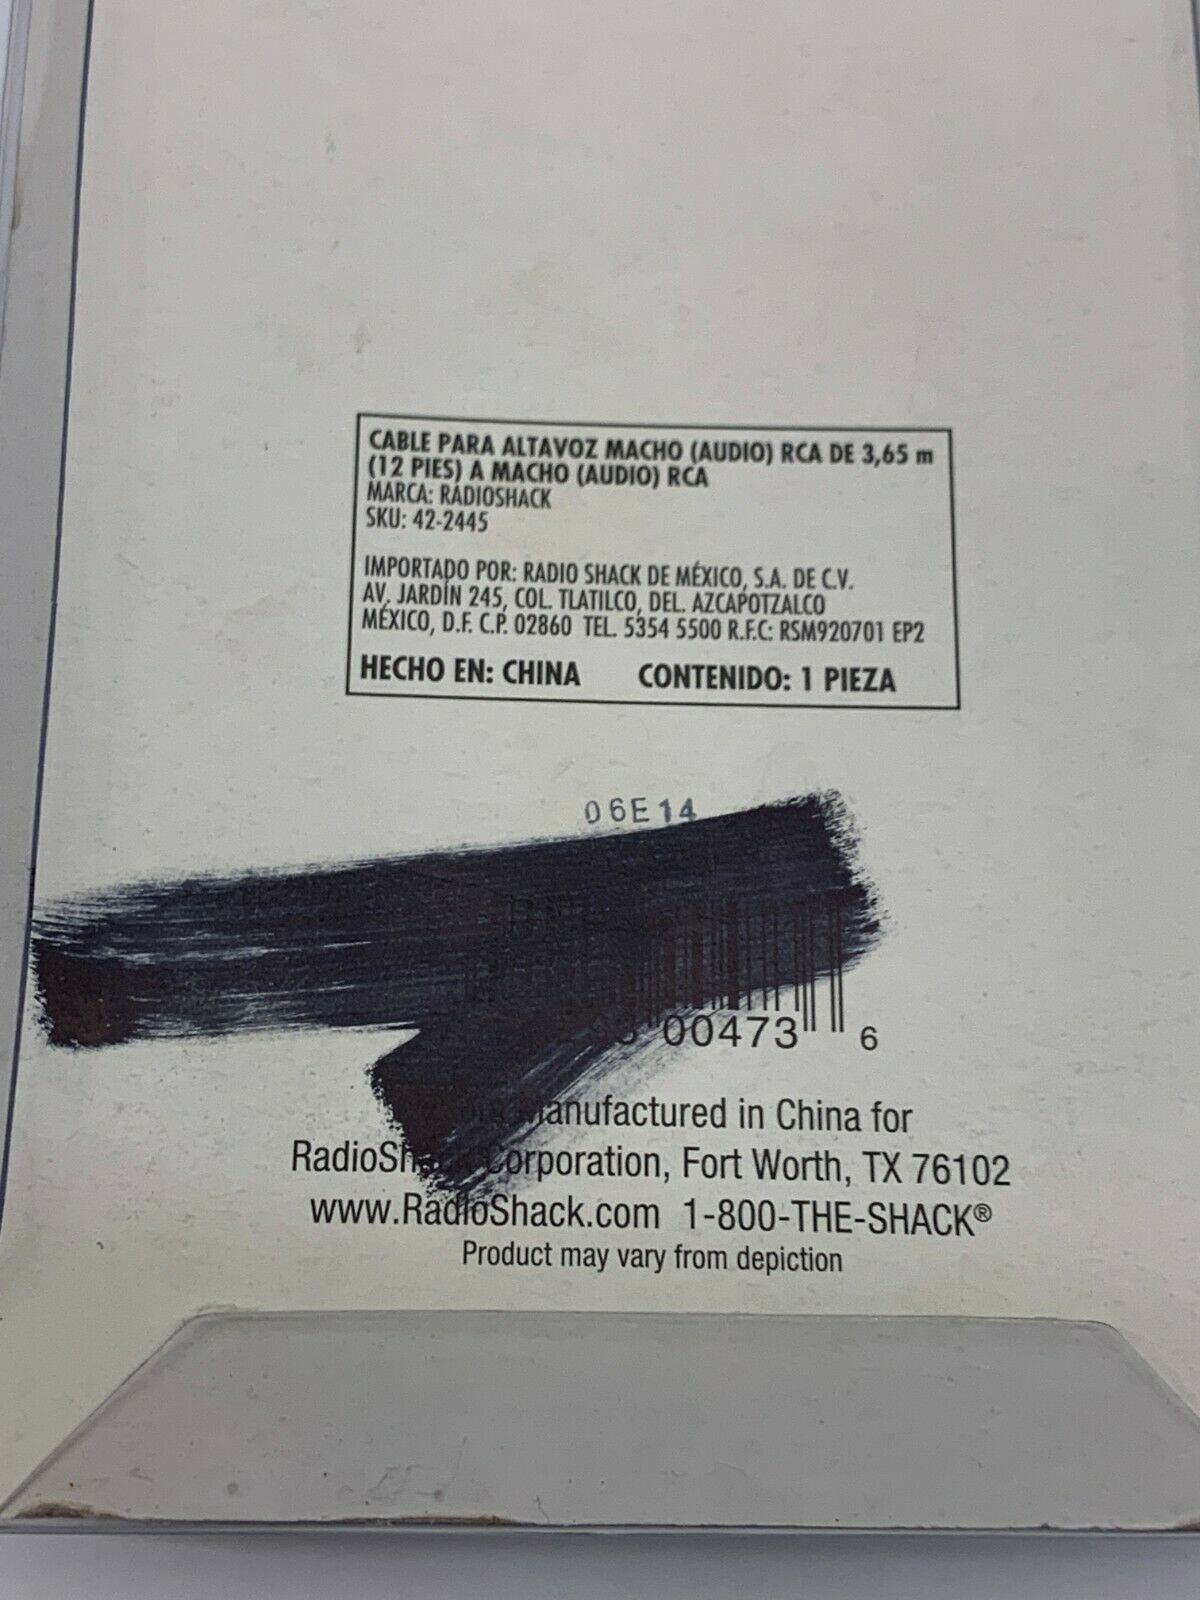 CABLE PARA ALTAVOZ MACHO (AUDIO) RCA DE 3,65 m
(12 PIES) A MACHO (AUDIO) RCA
MARCA: RADIOSHACK
SKU: 42-2445
IMPORTADO POR: RADIO SHACK DE MÉXICO, S.A. DE C.V.
AV. JARDÍN 245, COL. TLATILCO, DEL. AZCAPOTZALCO
MÉXICO, D.F. C.P. 02860 TEL. 5354 5500 R.F.C: RSM920701 EP2
HECHO EN: CHINA CONTENIDO: 1 PIEZA
06E14
00473 6
Manufactured in China for
RadioShack Corporation, Fort Worth, TX 76102
www.RadioShack.com 1-800-THE-SHACK®
Product may vary from depiction